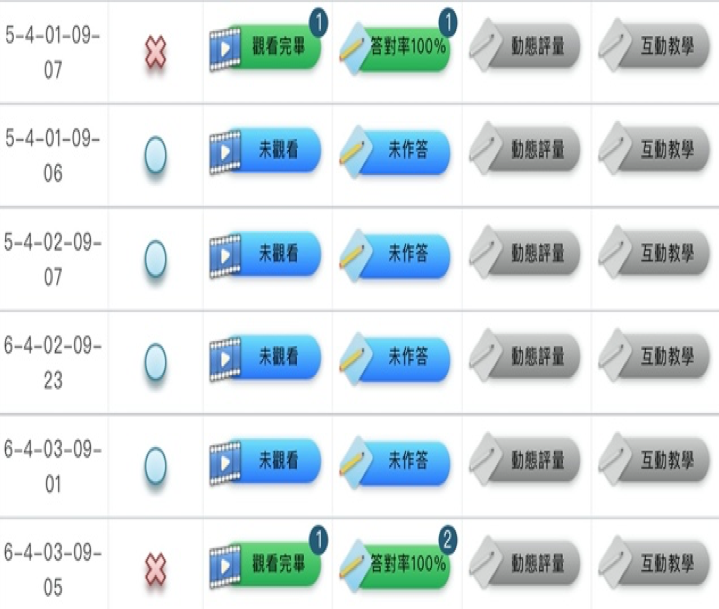 5-4-01-09-
07
觀看完畢 1 答對率100% 1 動態評量 互動教學
5-4-01-09-
06
未觀看 未作答 動態評量 互動教學
5-4-02-09-
07
未觀看 未作答 動態評量 互動教學
6-4-02-09-
23
未觀看 未作答 動態評量 互動教學
6-4-03-09-
01
未觀看 未作答 動態評量 互動教學
6-4-03-09-
05
觀看完畢 1 答對率100% 2 動態評量 互動教學